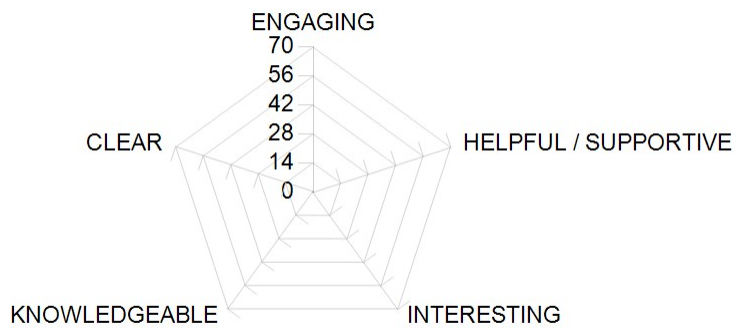 ENGAGING
70
56
42
CLEAR
HELPFUL / SUPPORTIVE
28
14
0
KNOWLEDGEABLE
INTERESTING